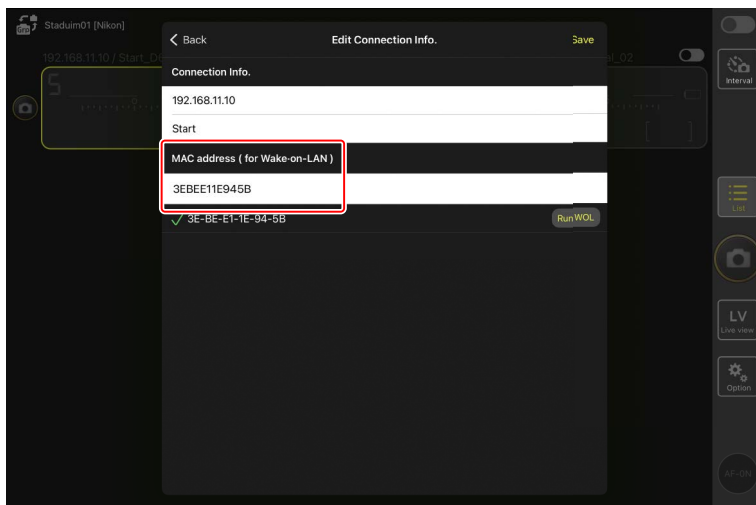 Staduim01 [Nikon]
Grp
192.168.11.10 / Start_D6
al_02
Back
Edit Connection Info.
Save
Connection Info.
192.168.11.10
Start
MAC address ( for Wake-on-LAN )
3EBEE11E945B
3E-BE-E1-1E-94-5B
Run WOL
S
[ ]
Interval
List
LV
Live view
Option
AF-ON